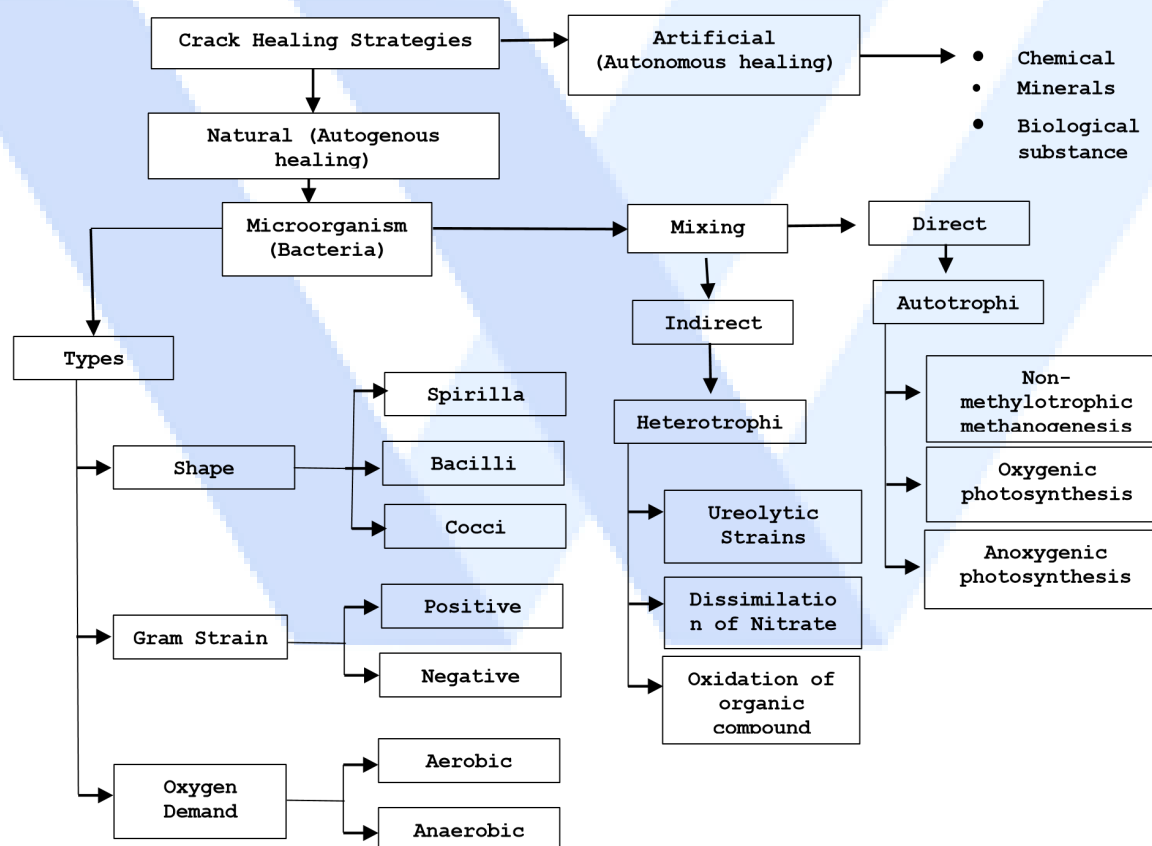 Crack Healing Strategies
Artificial
(Autonomous healing)
Chemical
Minerals
Biological
substance
Natural (Autogenous
healing)
Microorganism
(Bacteria)
Mixing
Direct
Indirect
Autotrophi
Types
Spirilla
Non-
methylotrophic
methanogenesis
Heterotrophi
Shape
Bacilli
Oxygenic
photosynthesis
Cocci
Ureolytic
Strains
Anoxygenic
photosynthesis
Positive
Dissimilatio
n of Nitrate
Gram Strain
Negative
Oxidation of
organic
compound
Aerobic
Oxygen
Demand
Anaerobic